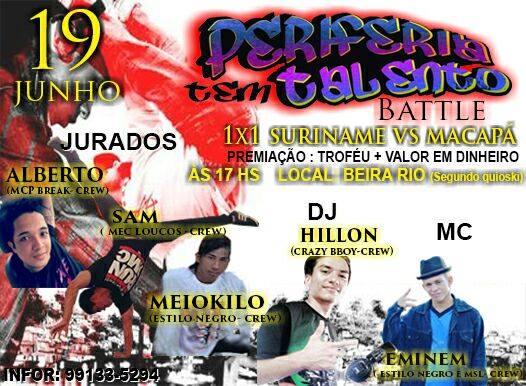 19
JUNHO
PERIFERIA
TEM TALENTO
BATTLE
1X1 SURINAME VS MACAPÁ
PREMIAÇÃO : TROFÉU + VALOR EM DINHEIRO
AS 17 HS LOCAL BEIRA RIO (Segundo quioski)
JURADOS
ALBERTO
(MCP BREAK- CREW)
SAM
( MEC LOUCOS -CREW)
MEIOKILO
(ESTILO NEGRO- CREW)
DJ
HILLON
(CRAZY BBOY-CREW)
MC
EMINEM
( ESTILO NEGRO E MSL- CREW)
INFOR: 99133-5294